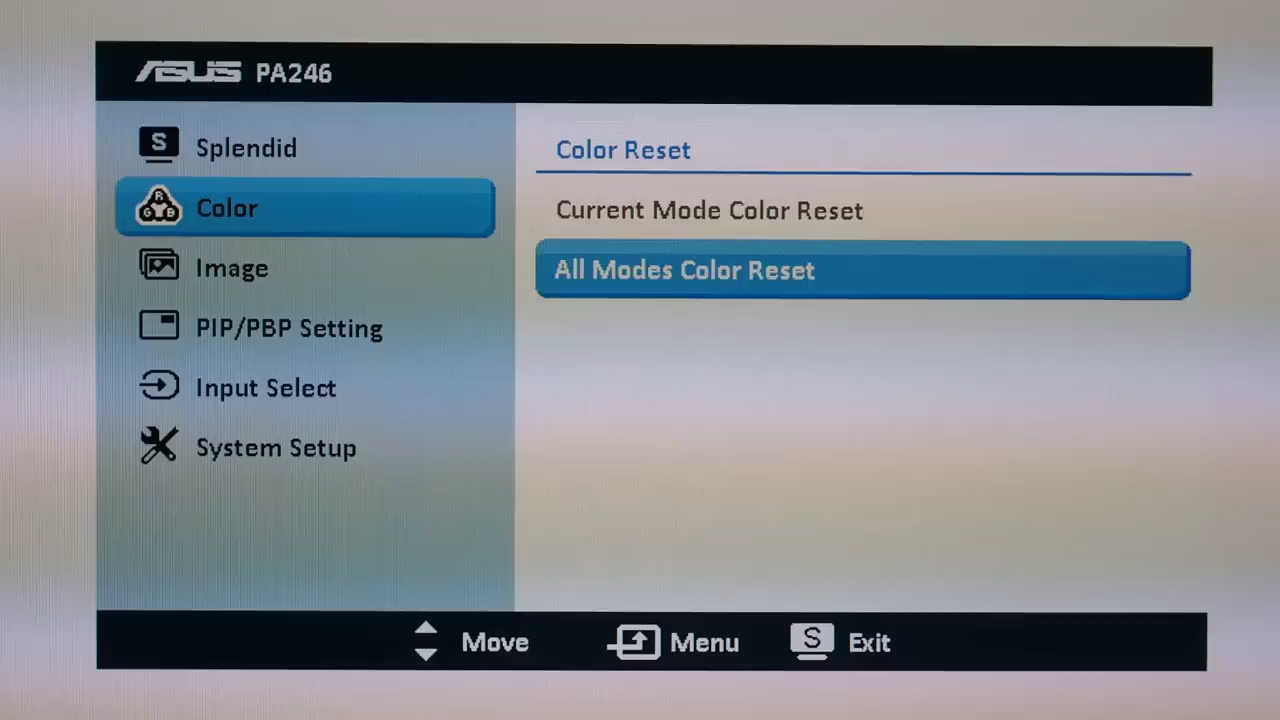 ASUS PA246
S Splendid
R G B Color
Image
PIP/PBP Setting
Input Select
System Setup
Color Reset
Current Mode Color Reset
All Modes Color Reset
Move
Menu
S Exit